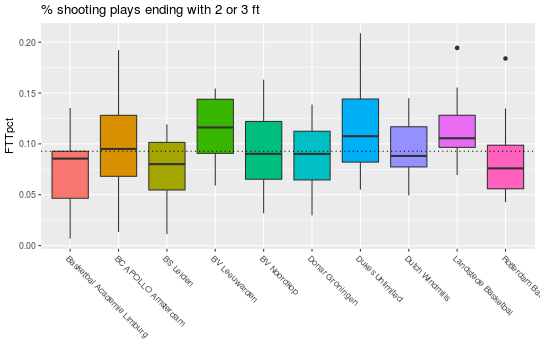 % shooting plays ending with 2 or 3 ft
FTTpct
0.20
0.15
0.10
0.05
0.00
Basketbal Academie Limburg
BC APOLLO Amsterdam
BS Leiden
BV Leeuwarden
BV Noordkop
Donar Groningen
Dukes Unlimited
Dutch Windmills
Landstede Basketbal
Rotterdam Bas